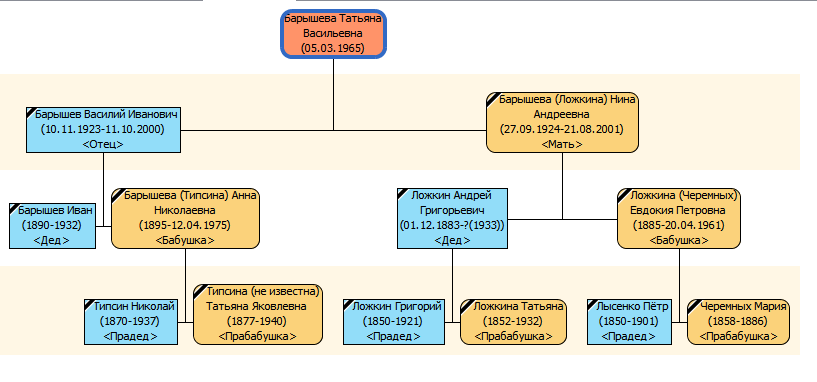 Барышева Татьяна
Васильевна
(05.03.1965)
Барышев Василий Иванович
(10.11.1923-11.10.2000)
<Отец>
Барышева (Ложкина) Нина
Андреевна
(27.09.1924-21.08.2001)
<Мать>
Барышев Иван
(1890-1932)
<Дед>
Барышева (Типсина) Анна
Николаевна
(1895-12.04.1975)
<Бабушка>
Ложкин Андрей
Григорьевич
(01.12.1883-?(1933))
<Дед>
Ложкина (Черемных)
Евдокия Петровна
(1885-20.04.1961)
<Бабушка>
Типсин Николай
(1870-1937)
<Прадед>
Типсина (не известна)
Татьяна Яковлевна
(1877-1940)
<Прабабушка>
Ложкин Григорий
(1850-1921)
<Прадед>
Ложкина Татьяна
(1852-1932)
<Прабабушка>
Лысенко Пётр
(1850-1901)
<Прадед>
Черемных Мария
(1858-1886)
<Прабабушка>